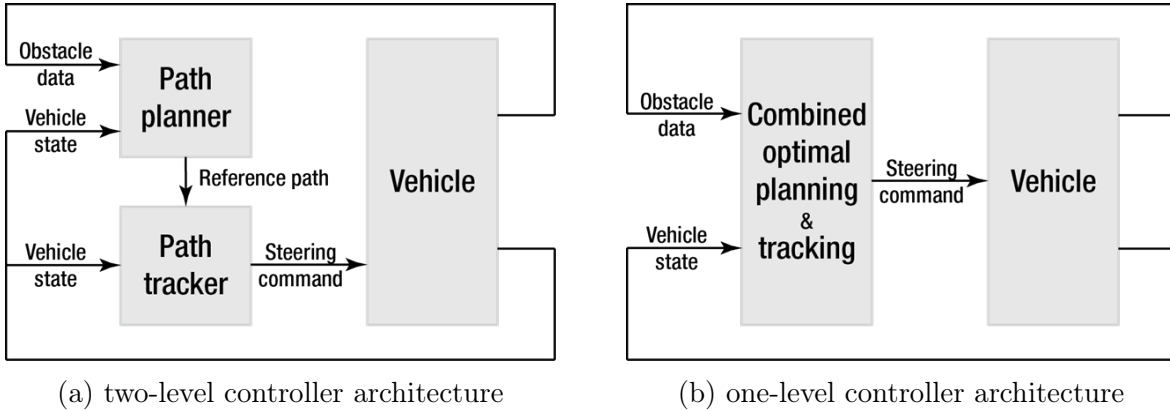 Obstacle
data
Path
planner
Vehicle
state
Reference path
Vehicle
Vehicle
state
Path
tracker
Steering
command
(a) two-level controller architecture
Obstacle
data
Combined
optimal
planning
&
tracking
Steering
command
Vehicle
Vehicle
state
(b) one-level controller architecture